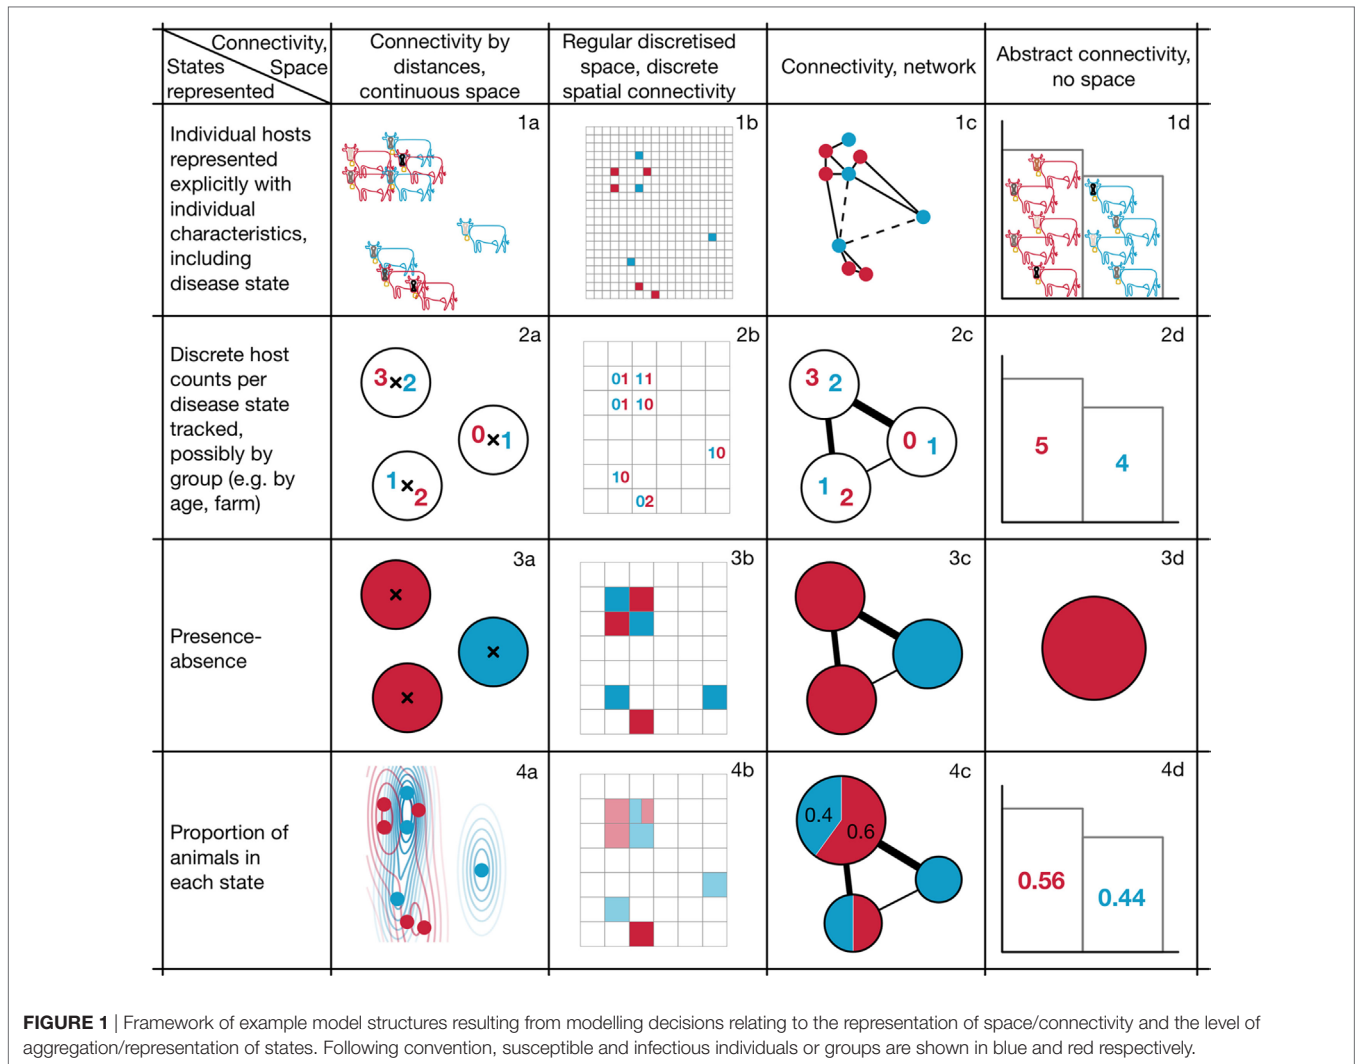 Connectivity,
Space
States
represented
Connectivity by
distances,
continuous space
Regular discretised
space, discrete
spatial connectivity
Connectivity, network
Abstract connectivity,
no space
Individual hosts
represented
explicitly with
individual
characteristics,
including
disease state
1a
1b
1c
1d
Discrete host
counts per
disease state
tracked,
possibly by
group (e.g. by
age, farm)
2a
3×2
0×1
1×2
2b
01 11
01 10
10
10
02
2c
3 2
0 1
1 2
2d
5
4
Presence-
absence
3a
×
×
×
3b
3c
3d
Proportion of
animals in
each state
4a
4b
4c
0.4
0.6
4d
0.56
0.44
FIGURE 1 | Framework of example model structures resulting from modelling decisions relating to the representation of space/connectivity and the level of
aggregation/representation of states. Following convention, susceptible and infectious individuals or groups are shown in blue and red respectively.